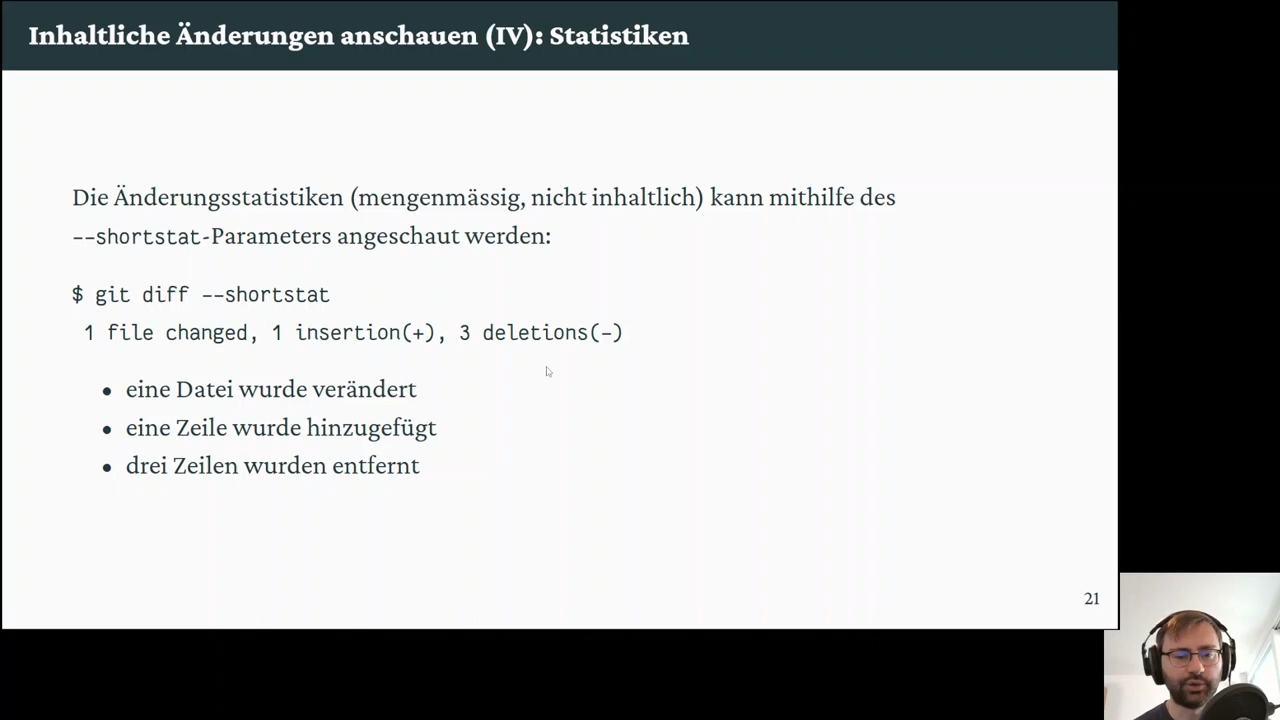 Inhaltliche Änderungen anschauen (IV): Statistiken
Die Änderungsstatistiken (mengenmässig, nicht inhaltlich) kann mithilfe des
--shortstat-Parameters angeschaut werden:
$ git diff --shortstat
1 file changed, 1 insertion(+), 3 deletions(-)
• eine Datei wurde verändert
• eine Zeile wurde hinzugefügt
• drei Zeilen wurden entfernt
21